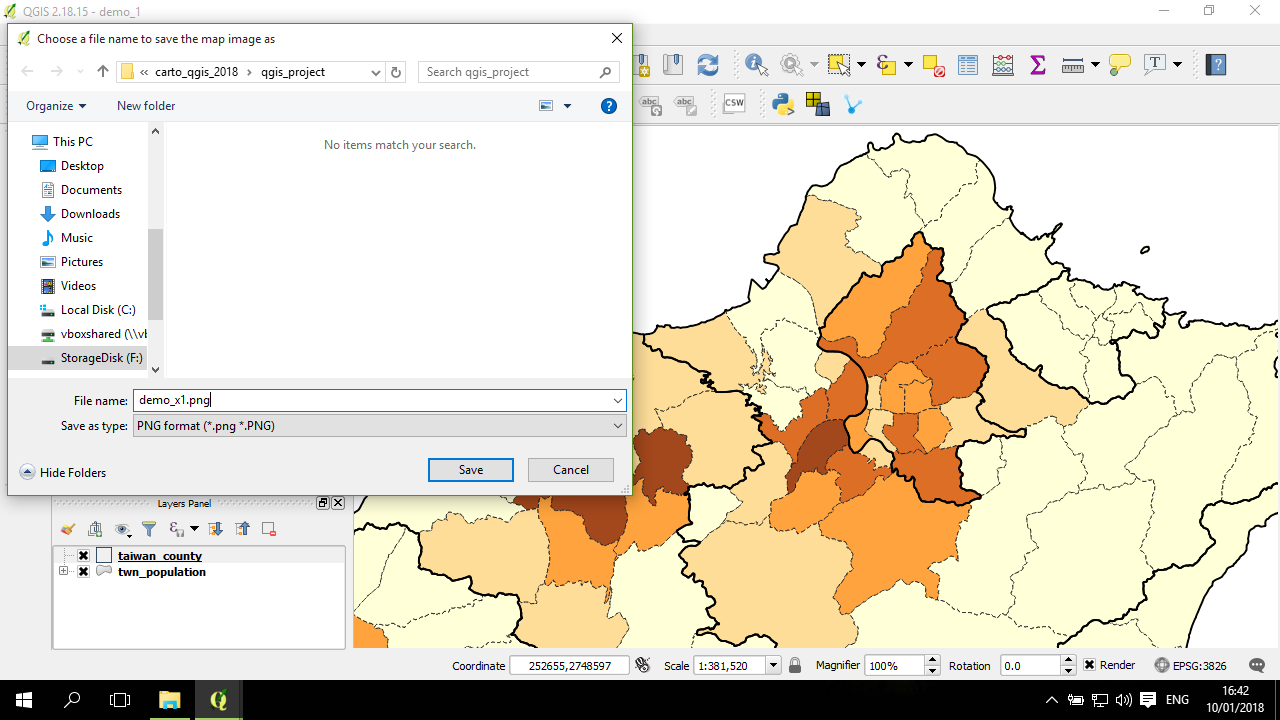 QGIS 2.18.15 - demo_1
Choose a file name to save the map image as
« carto_qgis_2018 › qgis_project
Search qgis_project
Organize
New folder
This PC
Desktop
Documents
Downloads
Music
Pictures
Videos
Local Disk (C:)
vboxshared (\\vb
StorageDisk (F:)
No items match your search.
File name: demo_x1.png
Save as type: PNG format (*.png *.PNG)
Hide Folders
Save
Cancel
abc
abc
CSW
T
Layers Panel
taiwan_county
twn_population
Coordinate 252655,2748597 Scale 1:381,520 Magnifier 100% Rotation 0.0 Render EPSG:3826
ENG
16:42
10/01/2018